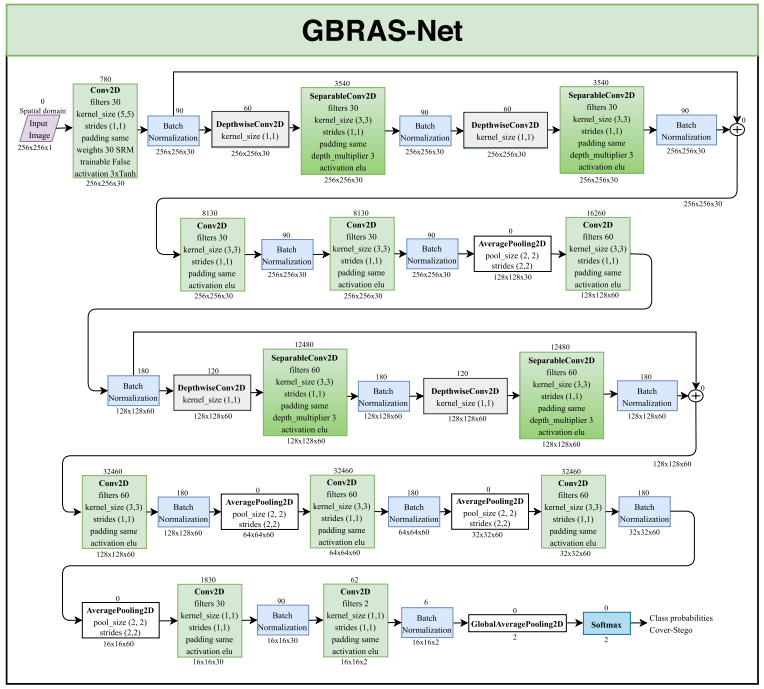 GBRAS-Net
0
Spatial domain
Input
Image
256x256x1
780
Conv2D
filters 30
kernel_size (5,5)
strides (1,1)
padding same
weights 30 SRM
trainable False
activation 3xTanh
256x256x30
90
Batch
Normalization
256x256x30
60
DepthwiseConv2D
kernel_size (1,1)
256x256x30
3540
SeparableConv2D
filters 30
kernel_size (3,3)
strides (1,1)
padding same
depth_multiplier 3
activation elu
256x256x30
90
Batch
Normalization
256x256x30
60
DepthwiseConv2D
kernel_size (1,1)
256x256x30
3540
SeparableConv2D
filters 30
kernel_size (3,3)
strides (1,1)
padding same
depth_multiplier 3
activation elu
256x256x30
90
Batch
Normalization
256x256x30
0
256x256x30
8130
Conv2D
filters 30
kernel_size (3,3)
strides (1,1)
padding same
activation elu
256x256x30
90
Batch
Normalization
256x256x30
8130
Conv2D
filters 30
kernel_size (3,3)
strides (1,1)
padding same
activation elu
256x256x30
90
Batch
Normalization
256x256x30
0
AveragePooling2D
pool_size (2, 2)
strides (2,2)
128x128x30
16260
Conv2D
filters 60
kernel_size (3,3)
strides (1,1)
padding same
activation elu
128x128x60
180
Batch
Normalization
128x128x60
120
DepthwiseConv2D
kernel_size (1,1)
128x128x60
12480
SeparableConv2D
filters 60
kernel_size (3,3)
strides (1,1)
padding same
depth_multiplier 3
activation elu
128x128x60
180
Batch
Normalization
128x128x60
120
DepthwiseConv2D
kernel_size (1,1)
128x128x60
12480
SeparableConv2D
filters 60
kernel_size (3,3)
strides (1,1)
padding same
depth_multiplier 3
activation elu
128x128x60
180
Batch
Normalization
128x128x60
0
128x128x60
32460
Conv2D
filters 60
kernel_size (3,3)
strides (1,1)
padding same
activation elu
128x128x60
180
Batch
Normalization
128x128x60
0
AveragePooling2D
pool_size (2, 2)
strides (2,2)
64x64x60
32460
Conv2D
filters 60
kernel_size (3,3)
strides (1,1)
padding same
activation elu
64x64x60
180
Batch
Normalization
64x64x60
0
AveragePooling2D
pool_size (2, 2)
strides (2,2)
32x32x60
32460
Conv2D
filters 60
kernel_size (3,3)
strides (1,1)
padding same
activation elu
32x32x60
180
Batch
Normalization
32x32x60
0
AveragePooling2D
pool_size (2, 2)
strides (2,2)
16x16x60
1830
Conv2D
filters 30
kernel_size (1,1)
strides (1,1)
padding same
activation elu
16x16x30
90
Batch
Normalization
16x16x30
62
Conv2D
filters 2
kernel_size (1,1)
strides (1,1)
padding same
activation elu
16x16x2
6
Batch
Normalization
16x16x2
0
GlobalAveragePooling2D
2
0
Softmax
2
Class probabilities
Cover-Stego